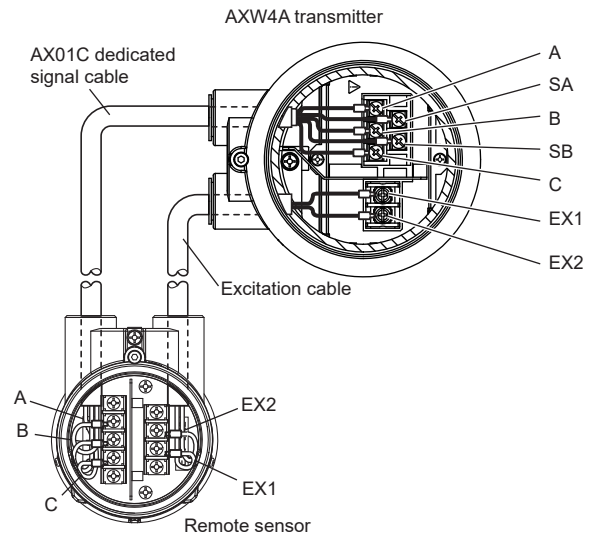 AXW4A transmitter
AX01C dedicated
signal cable
A
SA
B
SB
C
EX1
EX2
Excitation cable
A
B
C
EX2
EX1
Remote sensor